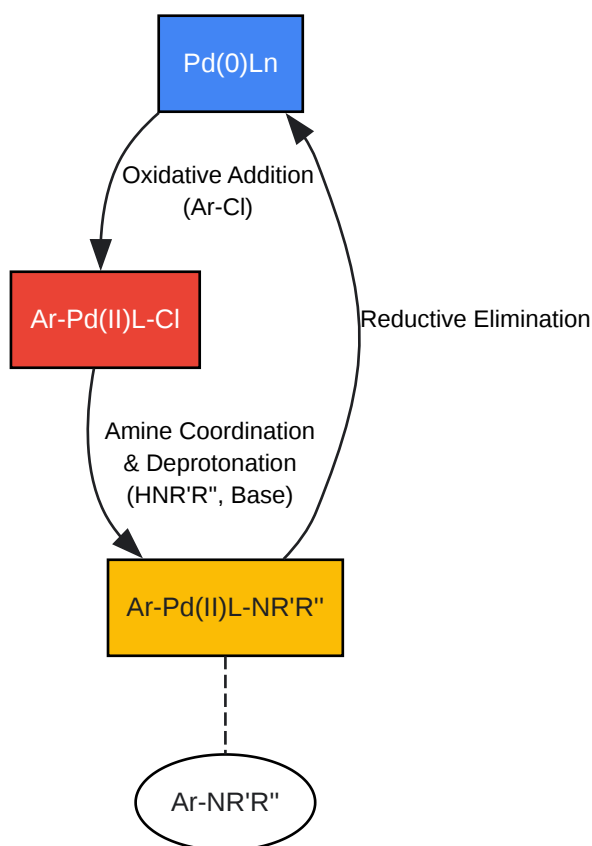 Pd(0)Ln
Oxidative Addition
(Ar-Cl)
Ar-Pd(II)L-Cl
Reductive Elimination
Amine Coordination
& Deprotonation
(HNR'R", Base)
Ar-Pd(II)L-NR'R"
Ar-NR'R"